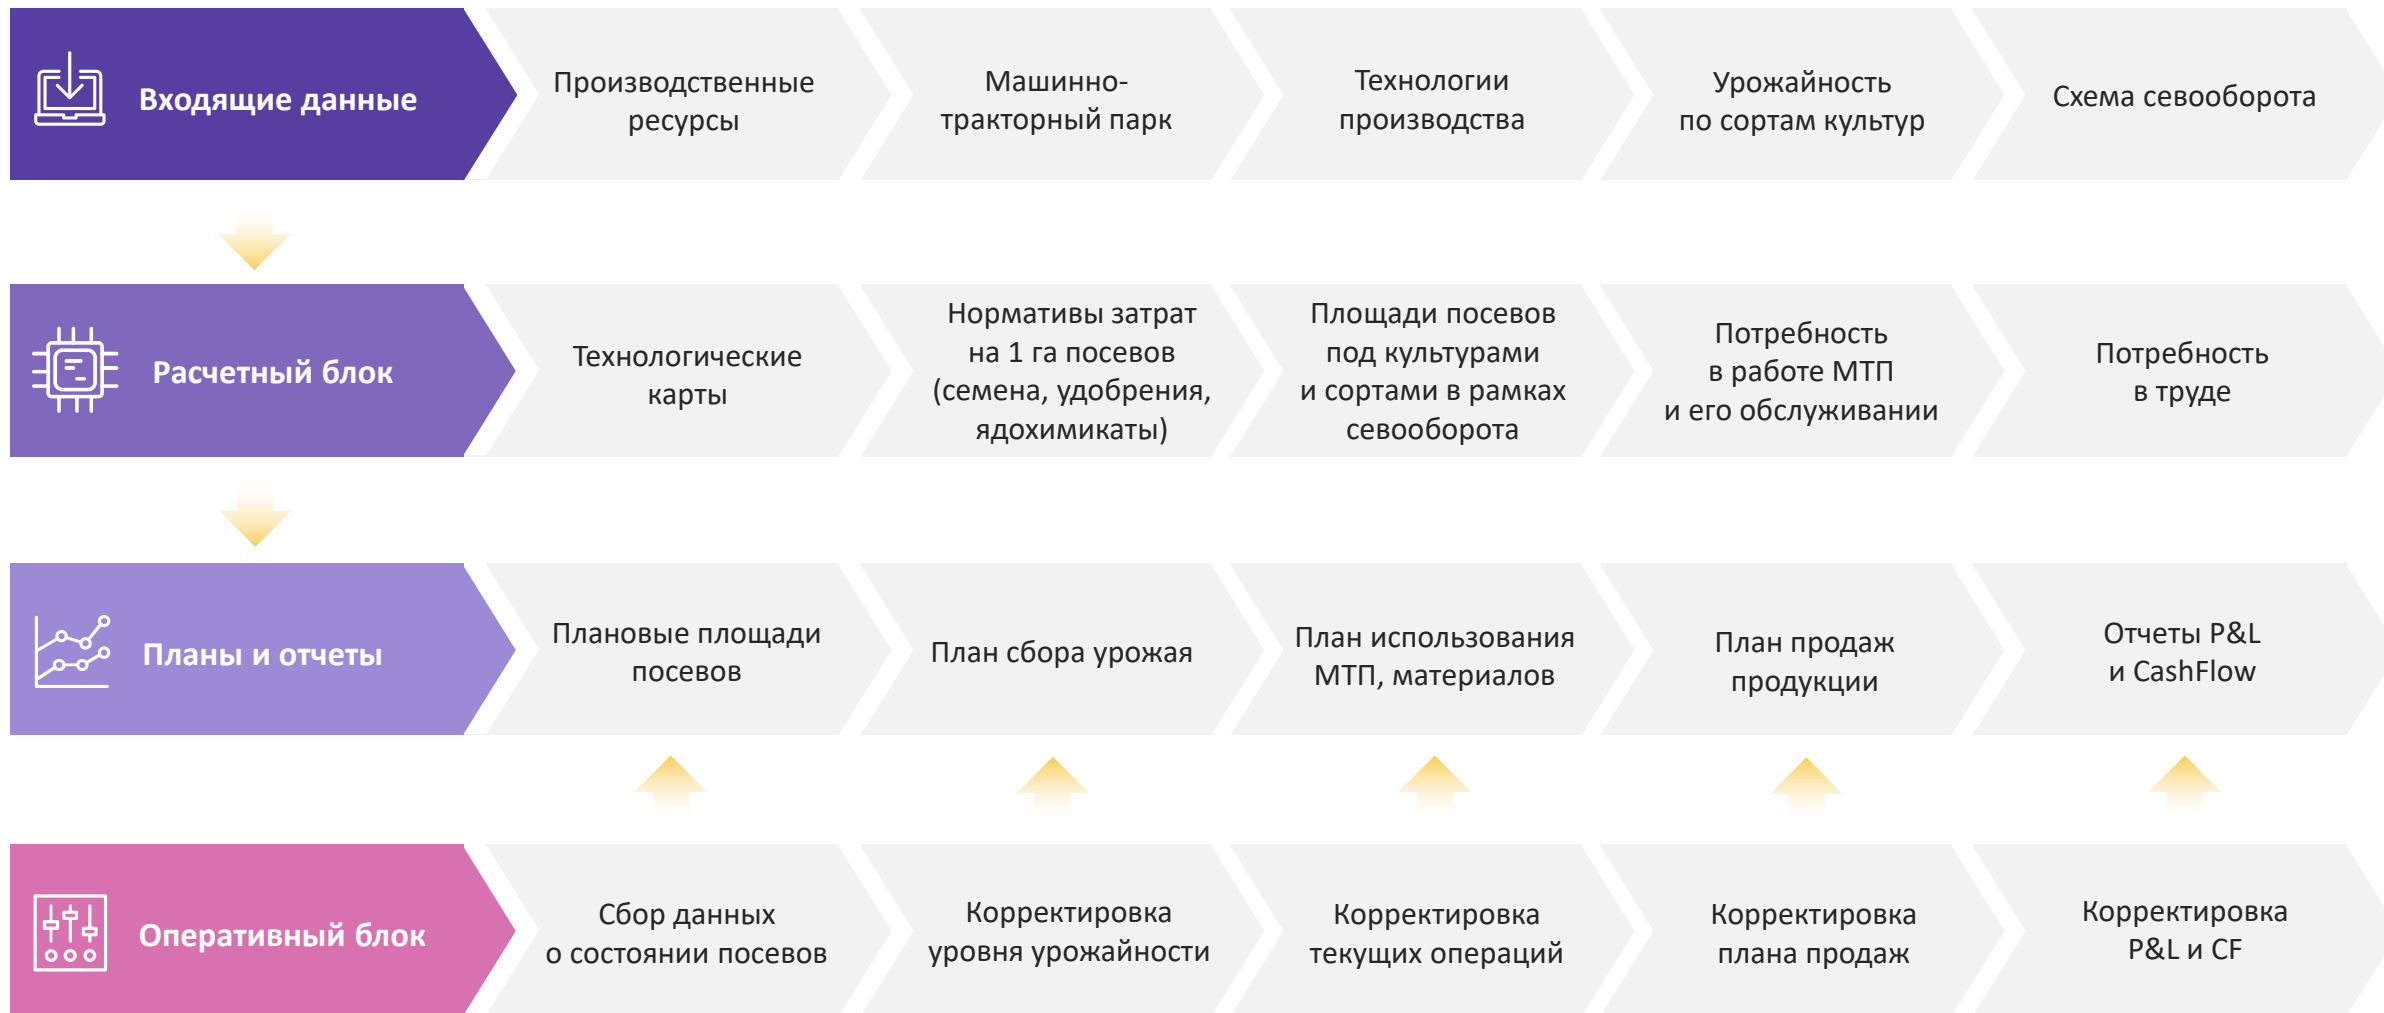 Входящие данные
Производственные
ресурсы
Машинно-
тракторный парк
Технологии
производства
Урожайность
по сортам культур
Схема севооборота
Расчетный блок
Технологические
карты
Нормативы затрат
на 1 га посевов
(семена, удобрения,
ядохимикаты)
Площади посевов
под культурами
и сортами в рамках
севооборота
Потребность
в работе МТП
и его обслуживании
Потребность
в труде
Планы и отчеты
Плановые площади
посевов
План сбора урожая
План использования
МТП, материалов
План продаж
продукции
Отчеты P&L
и CashFlow
Оперативный блок
Сбор данных
о состоянии посевов
Корректировка
уровня урожайности
Корректировка
текущих операций
Корректировка
плана продаж
Корректировка
P&L и CF